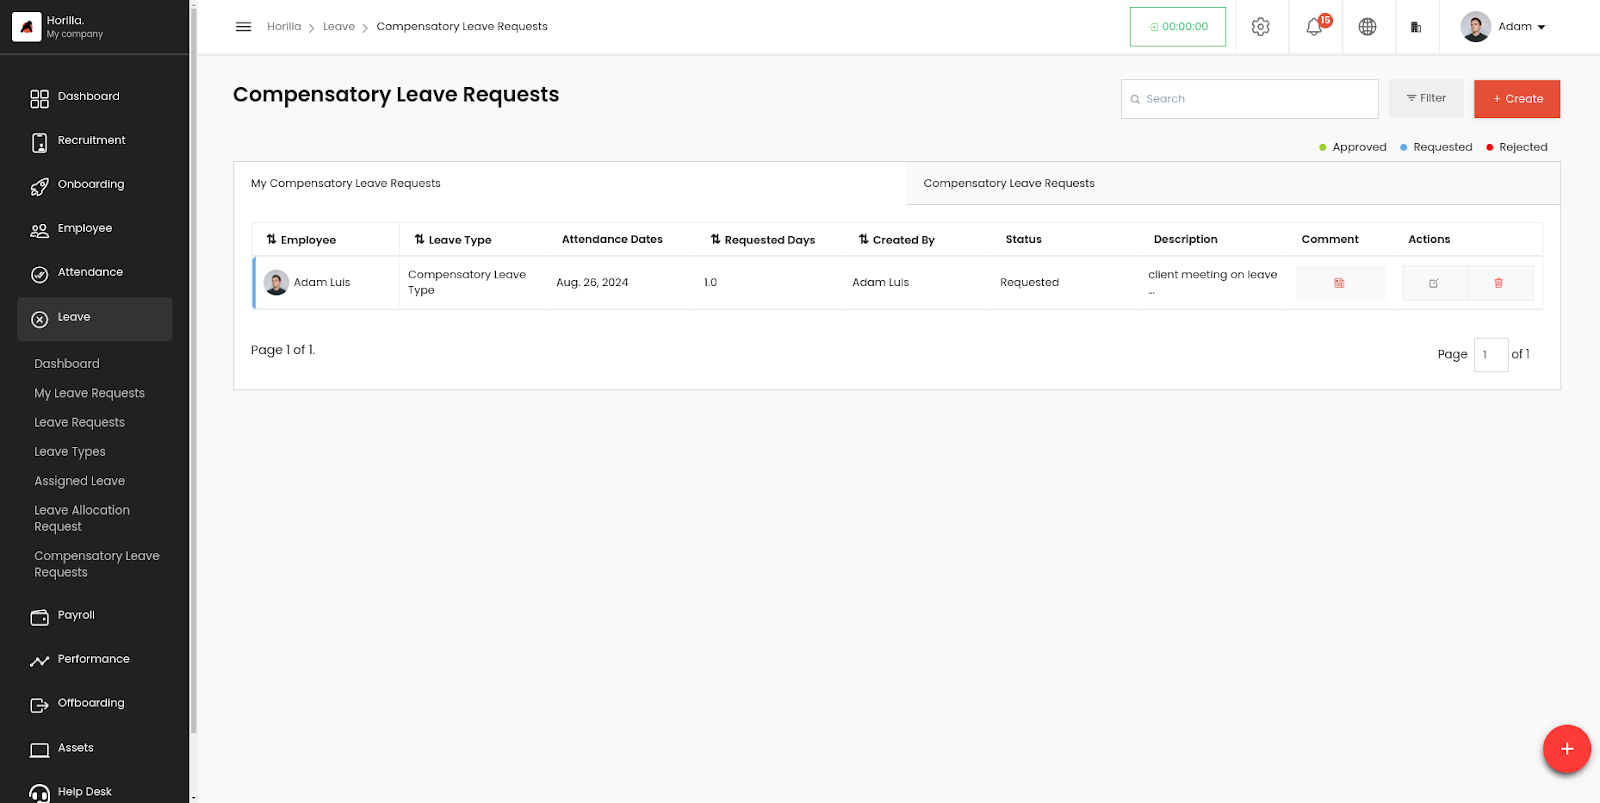 Horilla.
My company
Dashboard
Recruitment
Onboarding
Employee
Attendance
Leave
Dashboard
My Leave Requests
Leave Requests
Leave Types
Assigned Leave
Leave Allocation
Request
Compensatory Leave
Requests
Payroll
Performance
Offboarding
Assets
Help Desk
Horilla > Leave > Compensatory Leave Requests
00:00:00
15
Adam
Compensatory Leave Requests
Search
Filter
+ Create
Approved Requested Rejected
My Compensatory Leave Requests
Compensatory Leave Requests
Employee Leave Type Attendance Dates Requested Days Created By Status Description Comment Actions
Adam Luis
Compensatory Leave
Type
Aug. 26, 2024
1.0
Adam Luis
Requested
client meeting on leave
...
Page 1 of 1.
Page 1 of 1
+